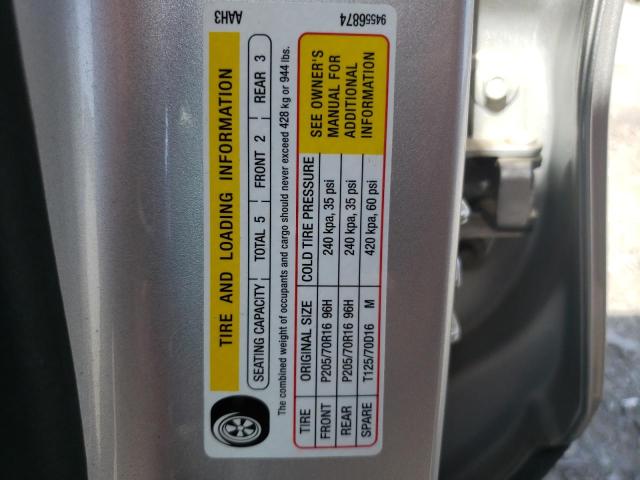 AAH3 94556874
TIRE AND LOADING INFORMATION
SEATING CAPACITY TOTAL 5 FRONT 2 REAR 3
The combined weight of occupants and cargo should never exceed 428 kg or 944 lbs.
TIRE ORIGINAL SIZE COLD TIRE PRESSURE
FRONT P205/70R16 96H 240 kpa, 35 psi
REAR P205/70R16 96H 240 kpa, 35 psi
SPARE T125/70D16 M 420 kpa, 60 psi
SEE OWNER'S
MANUAL FOR
ADDITIONAL
INFORMATION